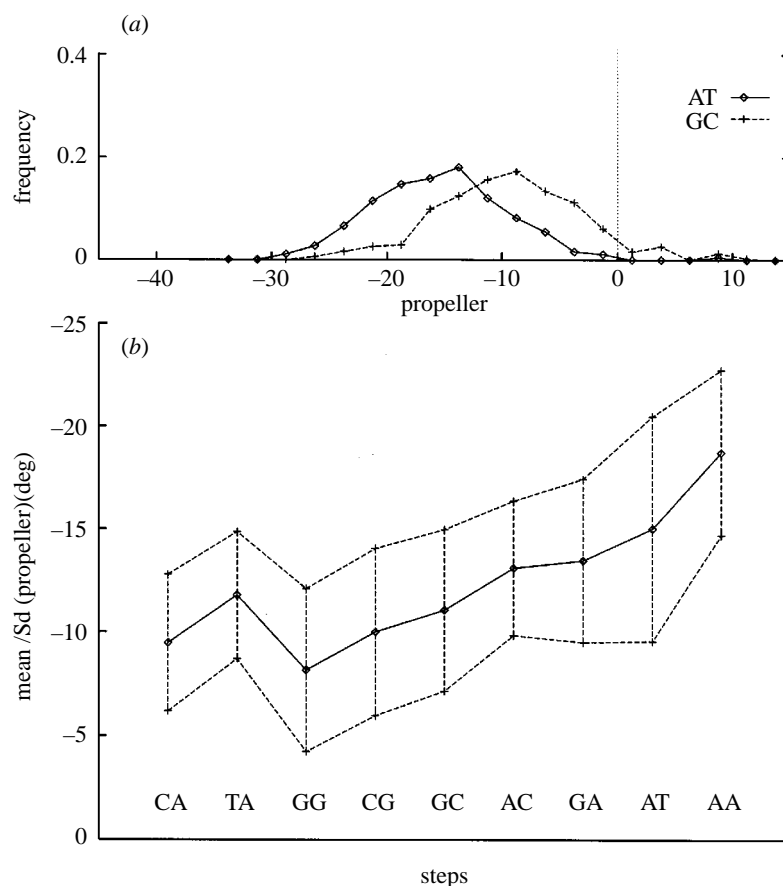 (a)
0.4
0.2
0
frequency
AT
GC
–40
–30
–20
–10
0
10
propeller
(b)
–25
–20
–15
–10
–5
0
mean /Sd (propeller)(deg)
CA TA GG CG GC AC GA AT AA
steps